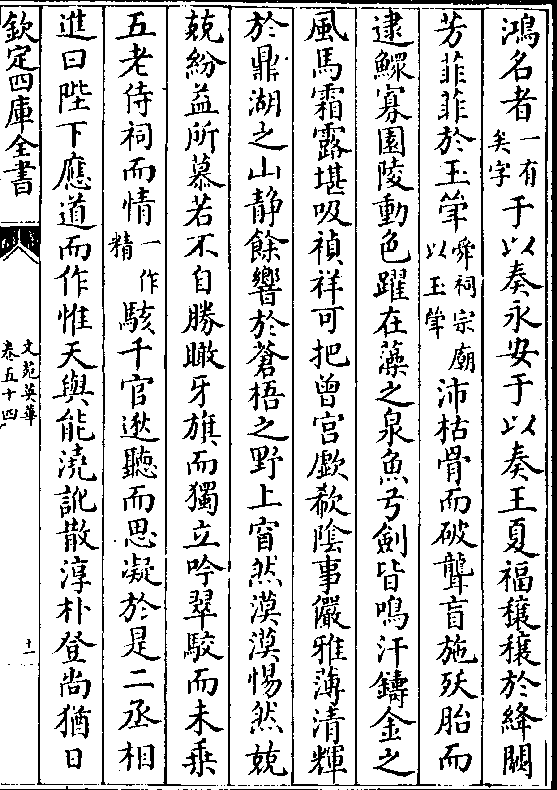 鴻名者一有矣字于以奏永安于以奏王夏福穰穰於絳闕
芳菲菲於玉筓舜祠宗廟以玉筓沛枯骨而破聾盲施殀胎而
逮鰥寡園陵動色躍在藻之泉魚弓劍皆鳴汗鑄金之
風馬霜露堪吸禎祥可把曾宫歔欷陰事儼雅薄清輝
於鼎湖之山静餘響於蒼梧之野上窅然漠漠惕然兢
兢紛益所慕若不自勝瞰牙旗而獨立吟翠駮而未乗
五老侍祠而情一作精駭千官逖聽而思凝於是二丞相
進曰陛下應道而作惟天與能澆訛散淳朴登尚猶日
欽定四庫全書
文苑英華
卷五十四
十一